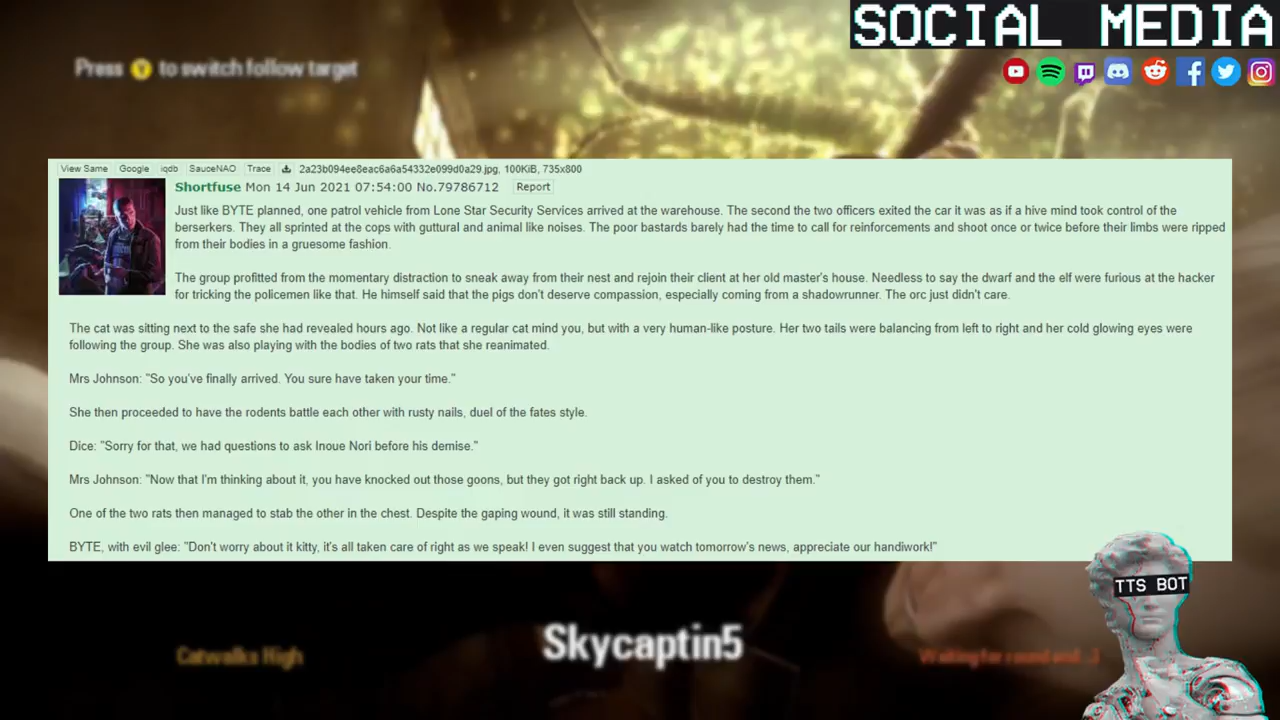 SOCIAL MEDIA
Press Y to switch follow target
View Same Google iqdb SauceNAO Trace 2a23b094ee8eac6a6a54332e099d0a29.jpg, 100KiB, 735x800
Shortfuse Mon 14 Jun 2021 07:54:00 No.79786712 Report
Just like BYTE planned, one patrol vehicle from Lone Star Security Services arrived at the warehouse. The second the two officers exited the car it was as if a hive mind took control of the
berserkers. They all sprinted at the cops with guttural and animal like noises. The poor bastards barely had the time to call for reinforcements and shoot once or twice before their limbs were ripped
from their bodies in a gruesome fashion.
The group profitted from the momentary distraction to sneak away from their nest and rejoin their client at her old master's house. Needless to say the dwarf and the elf were furious at the hacker
for tricking the policemen like that. He himself said that the pigs don't deserve compassion, especially coming from a shadowrunner. The orc just didn't care.
The cat was sitting next to the safe she had revealed hours ago. Not like a regular cat mind you, but with a very human-like posture. Her two tails were balancing from left to right and her cold glowing eyes were
following the group. She was also playing with the bodies of two rats that she reanimated.
Mrs Johnson: "So you've finally arrived. You sure have taken your time."
She then proceeded to have the rodents battle each other with rusty nails, duel of the fates style.
Dice: "Sorry for that, we had questions to ask Inoue Nori before his demise."
Mrs Johnson: "Now that I'm thinking about it, you have knocked out those goons, but they got right back up. I asked of you to destroy them."
One of the two rats then managed to stab the other in the chest. Despite the gaping wound, it was still standing.
BYTE, with evil glee: "Don't worry about it kitty, it's all taken care of right as we speak! I even suggest that you watch tomorrow's news, appreciate our handiwork!"
TTS BOT
Skycaptin5
Catwalks High
Waiting for round end